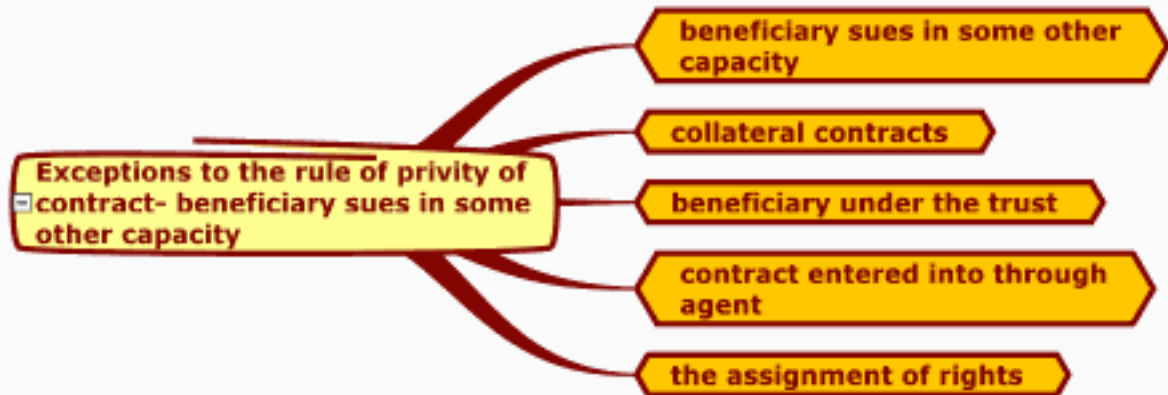 Exceptions to the rule of privity of
contract- beneficiary sues in some
other capacity
beneficiary sues in some other
capacity
collateral contracts
beneficiary under the trust
contract entered into through
agent
the assignment of rights